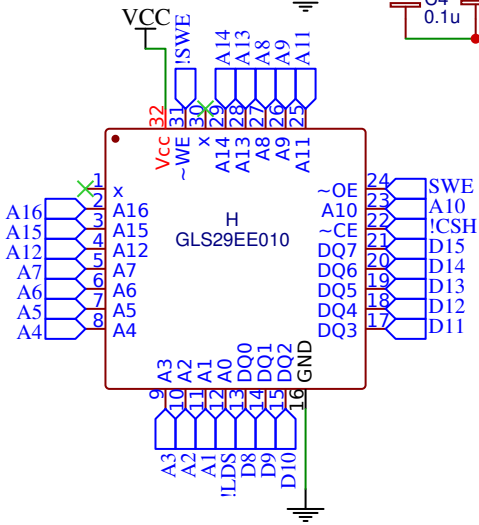 C4
0.1u
VCC
!SWE
A14
A13
A8
A9
A11
32
31
30
29
28
27
26
25
Vcc
~WE
x
A14
A13
A8
A9
A11
H
GLS29EE010
1 x
A16 2 A16
A15 3 A15
A12 4 A12
A7 5 A7
A6 6 A6
A5 7 A5
A4 8 A4
~OE 24 SWE
A10 23 A10
~CE 22 !CSH
DQ7 21 D15
DQ6 20 D14
DQ5 19 D13
DQ4 18 D12
DQ3 17 D11
A3
A2
A1
A0
DQ0
DQ1
DQ2
GND
9
10
11
12
13
14
15
16
A3
A2
A1
!LDS
D8
D9
D10